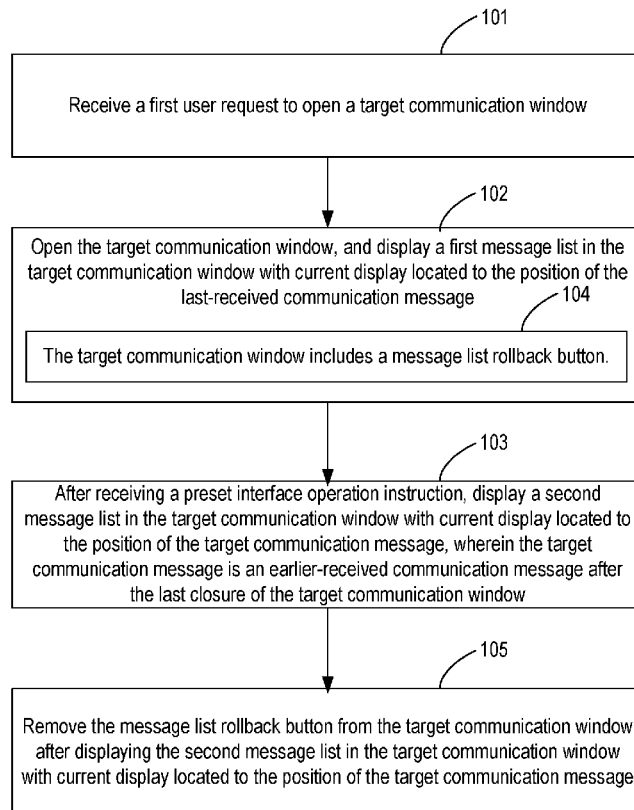 101
Receive a first user request to open a target communication window
102
Open the target communication window, and display a first message list in the
target communication window with current display located to the position of the
last-received communication message
104
The target communication window includes a message list rollback button.
103
After receiving a preset interface operation instruction, display a second
message list in the target communication window with current display located to
the position of the target communication message, wherein the target
communication message is an earlier-received communication message after
the last closure of the target communication window
105
Remove the message list rollback button from the target communication window
after displaying the second message list in the target communication window
with current display located to the position of the target communication message